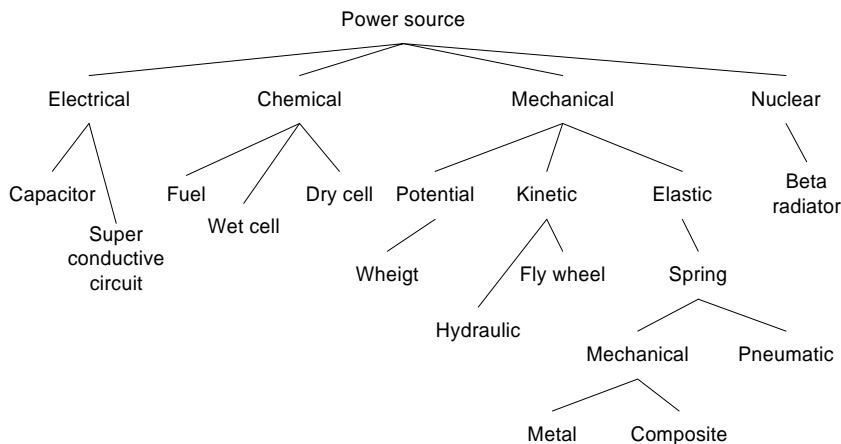 Power source
Electrical
Chemical
Mechanical
Nuclear
Capacitor
Super
conductive
circuit
Fuel
Wet cell
Dry cell
Potential
Kinetic
Elastic
Beta
radiator
Wheigt
Hydraulic
Fly wheel
Spring
Mechanical
Pneumatic
Metal
Composite